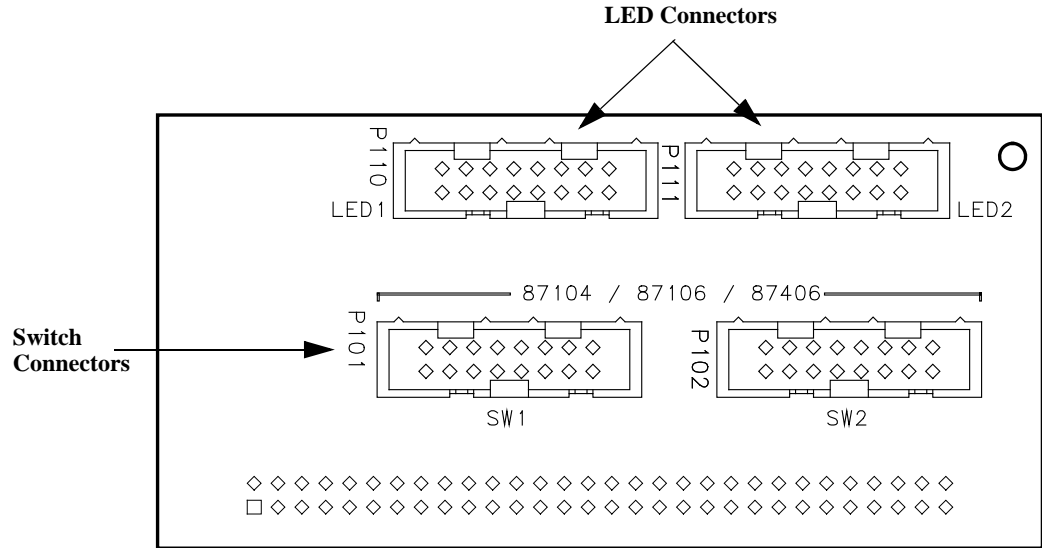 LED Connectors
P110
P111
LED1
LED2
87104 / 87106 / 87406
Switch
Connectors
P101
P102
SW1
SW2